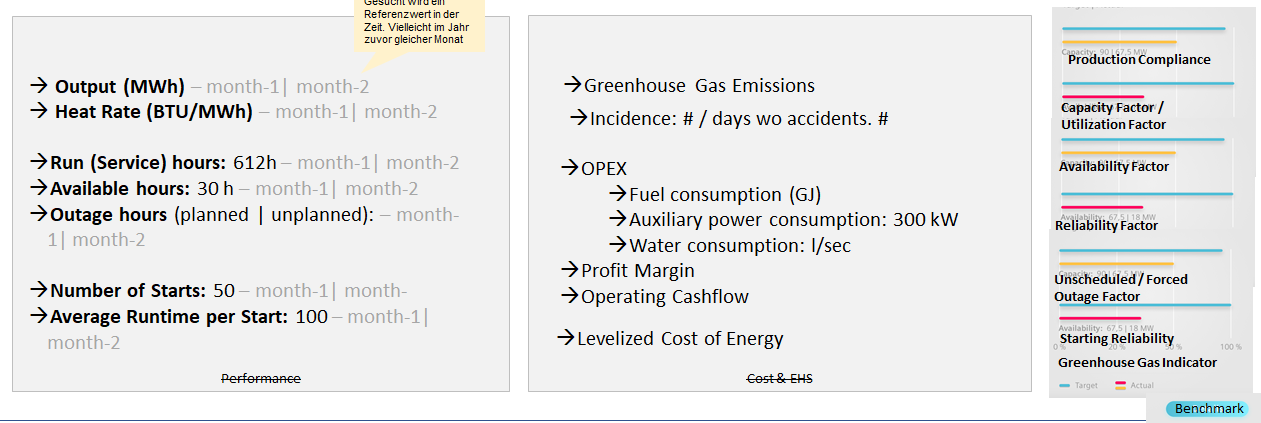 Gesucht wird ein
Referenzwert in der
Zeit. Vielleicht im Jahr
zuvor gleicher Monat
→ Output (MWh) – month-1| month-2
→ Heat Rate (BTU/MWh) – month-1| month-2
→Run (Service) hours: 612h – month-1| month-2
→Available hours: 30 h – month-1| month-2
→Outage hours (planned | unplanned): – month-
1| month-2
→Number of Starts: 50 – month-1| month-
→Average Runtime per Start: 100 – month-1|
month-2
Performance
→Greenhouse Gas Emissions
→Incidence: # / days wo accidents. #
→OPEX
→Fuel consumption (GJ)
→Auxiliary power consumption: 300 kW
→Water consumption: l/sec
→Profit Margin
→Operating Cashflow
→Levelized Cost of Energy
Cost & EHS
Capacity: 90 | 67,5 MW
Production Compliance
Capacity Factor /
Utilization Factor
Availability Factor
Availability: 67,5 | 18 MW
Reliability Factor
Capacity: 90 | 67,5 MW
Unscheduled / Forced
Outage Factor
Availability: 67,5 | 18 MW
Starting Reliability
0 % 20 % 50 % 100 %
Greenhouse Gas Indicator
Target Actual
Benchmark